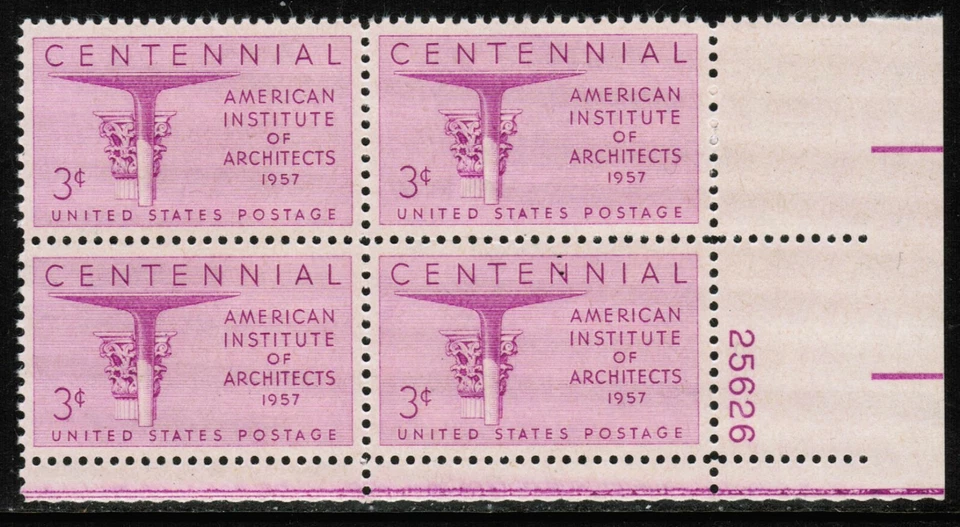 CENTENNIAL
AMERICAN
INSTITUTE
OF
ARCHITECTS
1957
3¢
UNITED STATES POSTAGE
CENTENNIAL
AMERICAN
INSTITUTE
OF
ARCHITECTS
1957
3¢
UNITED STATES POSTAGE
CENTENNIAL
AMERICAN
INSTITUTE
OF
ARCHITECTS
1957
3¢
UNITED STATES POSTAGE
CENTENNIAL
AMERICAN
INSTITUTE
OF
ARCHITECTS
1957
3¢
UNITED STATES POSTAGE
25626